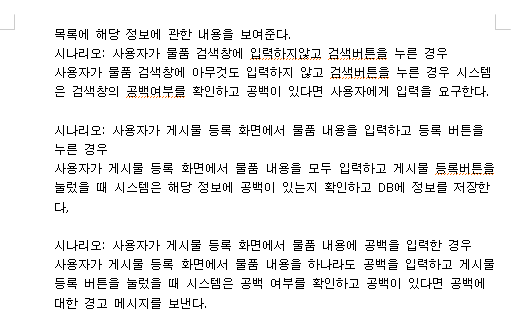 목록에 해당 정보에 관한 내용을 보여준다.
시나리오: 사용자가 물품 검색창에 입력하지않고 검색버튼을 누른 경우
사용자가 물품 검색창에 아무것도 입력하지 않고 검색버튼을 누른 경우 시스템
은 검색창의 공백여부를 확인하고 공백이 있다면 사용자에게 입력을 요구한다.
시나리오: 사용자가 게시물 등록 화면에서 물품 내용을 입력하고 등록 버튼을
누른 경우
사용자가 게시물 등록 화면에서 물품 내용을 모두 입력하고 게시물 등록버튼을
눌렀을 때 시스템은 해당 정보에 공백이 있는지 확인하고 DB에 정보를 저장한
다,
시나리오: 사용자가 게시물 등록 화면에서 물품 내용에 공백을 입력한 경우
사용자가 게시물 등록 화면에서 물품 내용을 하나라도 공백을 입력하고 게시물
등록 버튼을 눌렀을 때 시스템은 공백 여부를 확인하고 공백이 있다면 공백에
대한 경고 메시지를 보낸다.